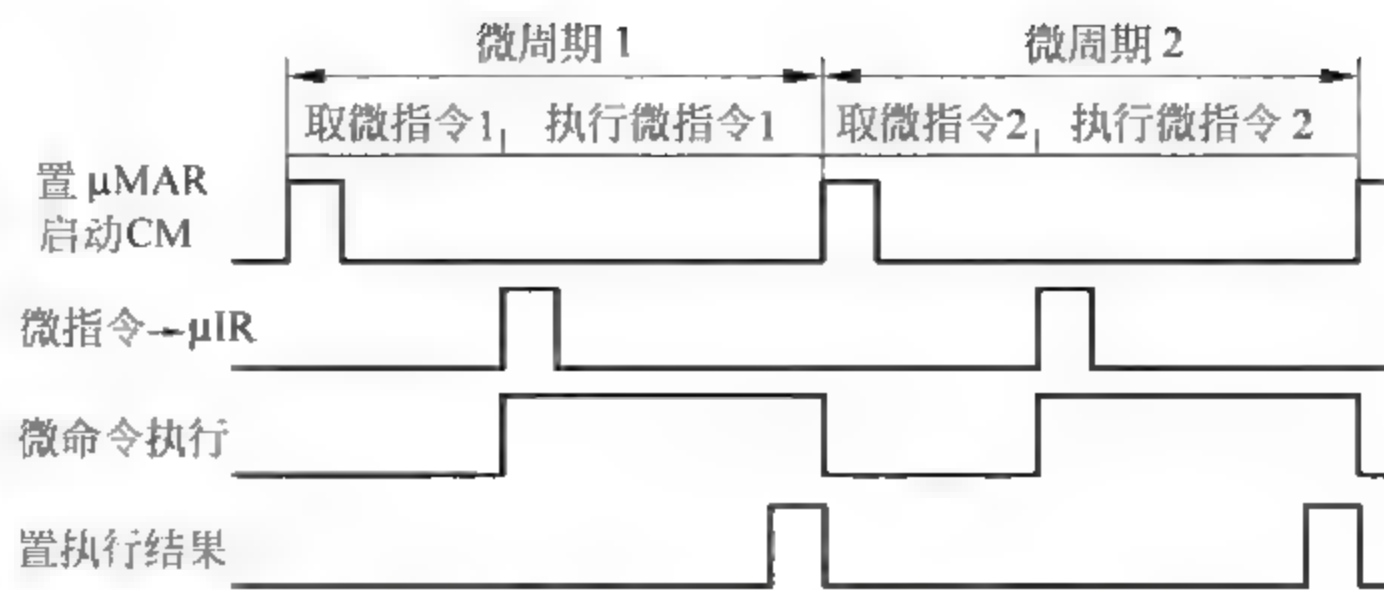 微周期 1 微周期 2
取微指令1 执行微指令1 取微指令2 执行微指令 2
置 μMAR
启动CM
微指令→μIR
微命令执行
置执行结果